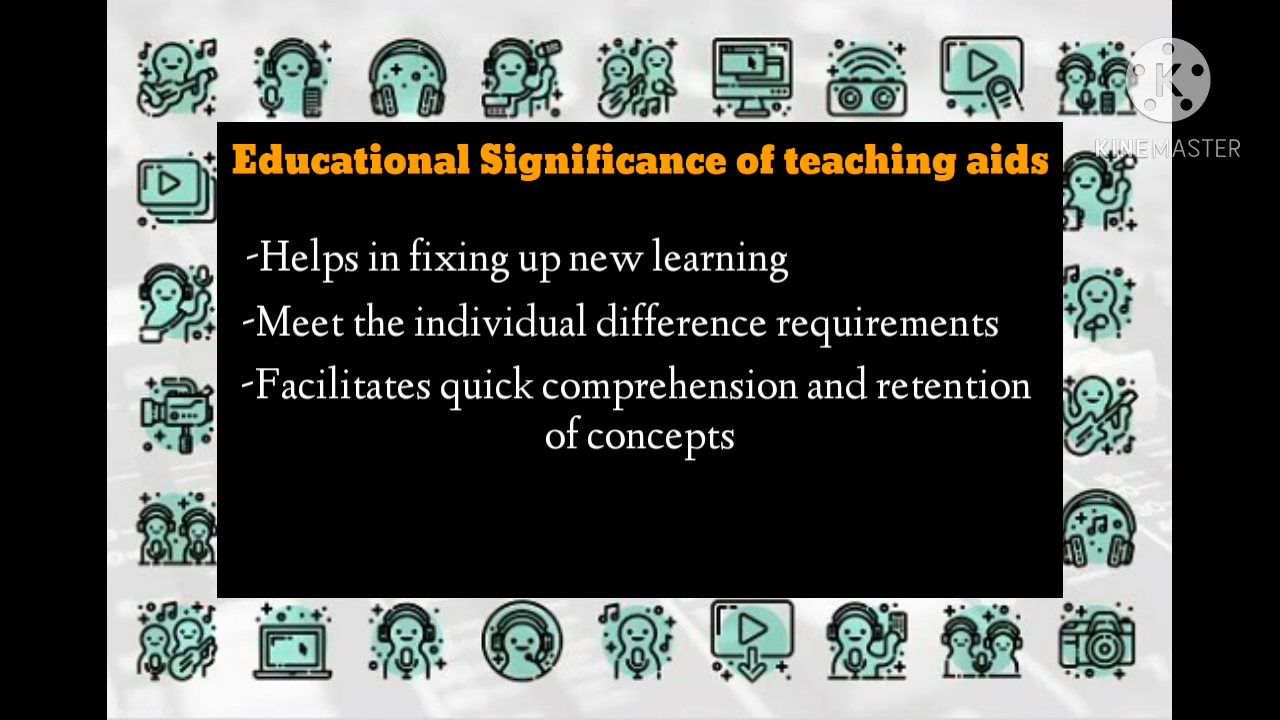 K
KINEMASTER
Educational Significance of teaching aids
-Helps in fixing up new learning
-Meet the individual difference requirements
-Facilitates quick comprehension and retention
of concepts